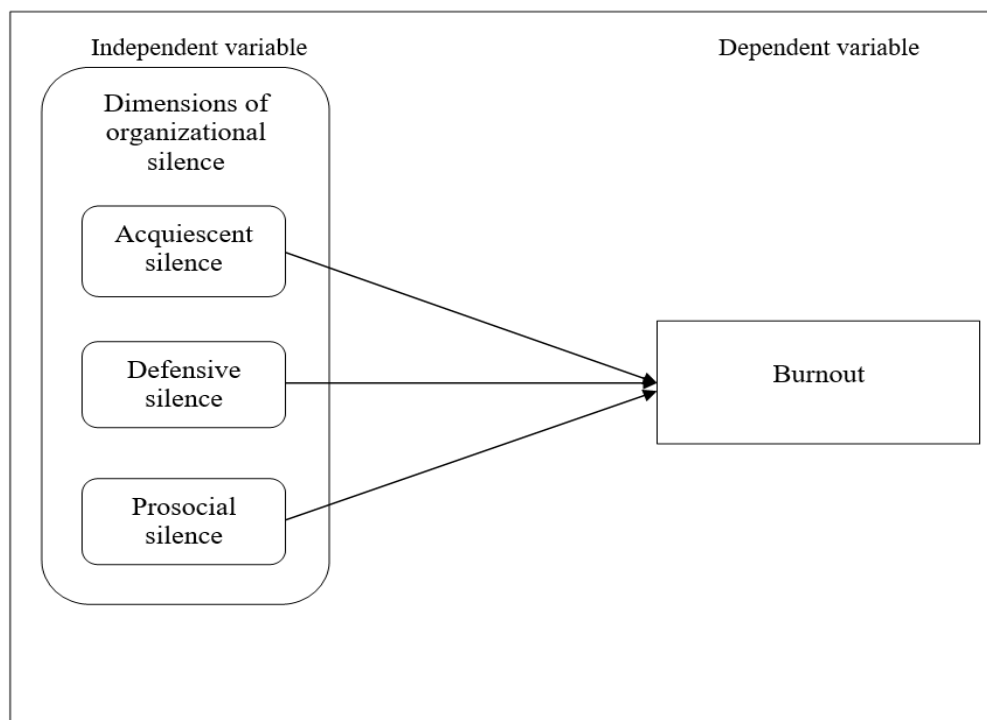 Independent variable
Dependent variable
Dimensions of
organizational
silence
Acquiescent
silence
Defensive
silence
Prosocial
silence
Burnout